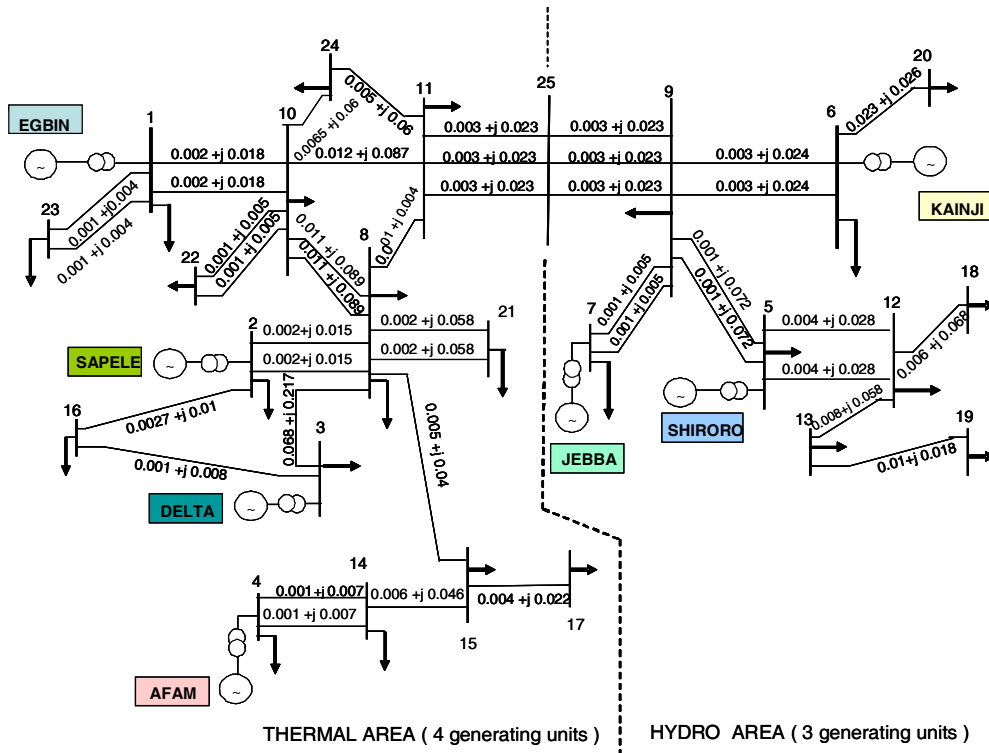 24
20
25
11
9
6
10
1
EGBIN
0.005 +j 0.06
0.0065 +j 0.06
0.023 +j 0.026
0.003 +j 0.023
0.003 +j 0.023
0.002 +j 0.018
0.012 +j 0.087
0.003 +j 0.023
0.003 +j 0.023
0.003 +j 0.024
0.002 +j 0.018
0.003 +j 0.023
0.003 +j 0.023
0.003 +j 0.024
~
~
KAINJI
23
0.001 +j0.004
0.001 +j 0.004
22
0.001 +j 0.005
0.001 +j 0.005
0.011 +j 0.089
0.011 +j 0.089
8
0.01 +j 0.004
7
0.001 +j 0.005
0.001 +j 0.005
0.001 +j 0.072
0.001 +j 0.072
5
12
18
0.004 +j 0.028
0.004 +j 0.028
0.006 +j 0.068
2
0.002+j 0.015
0.002+j 0.015
0.002 +j 0.058
0.002 +j 0.058
21
SAPELE
~
16
0.0027 +j 0.01
0.001 +j 0.008
0.068 +j 0.217
3
0.005 +j 0.04
~
JEBBA
~
SHIRORO
0.008+j 0.058
13
19
0.01+j 0.018
DELTA
~
14
4
0.001 +j 0.007
0.001 +j 0.007
0.006 +j 0.046
0.004 +j 0.022
15
17
AFAM
~
THERMAL AREA ( 4 generating units )
HYDRO AREA ( 3 generating units )